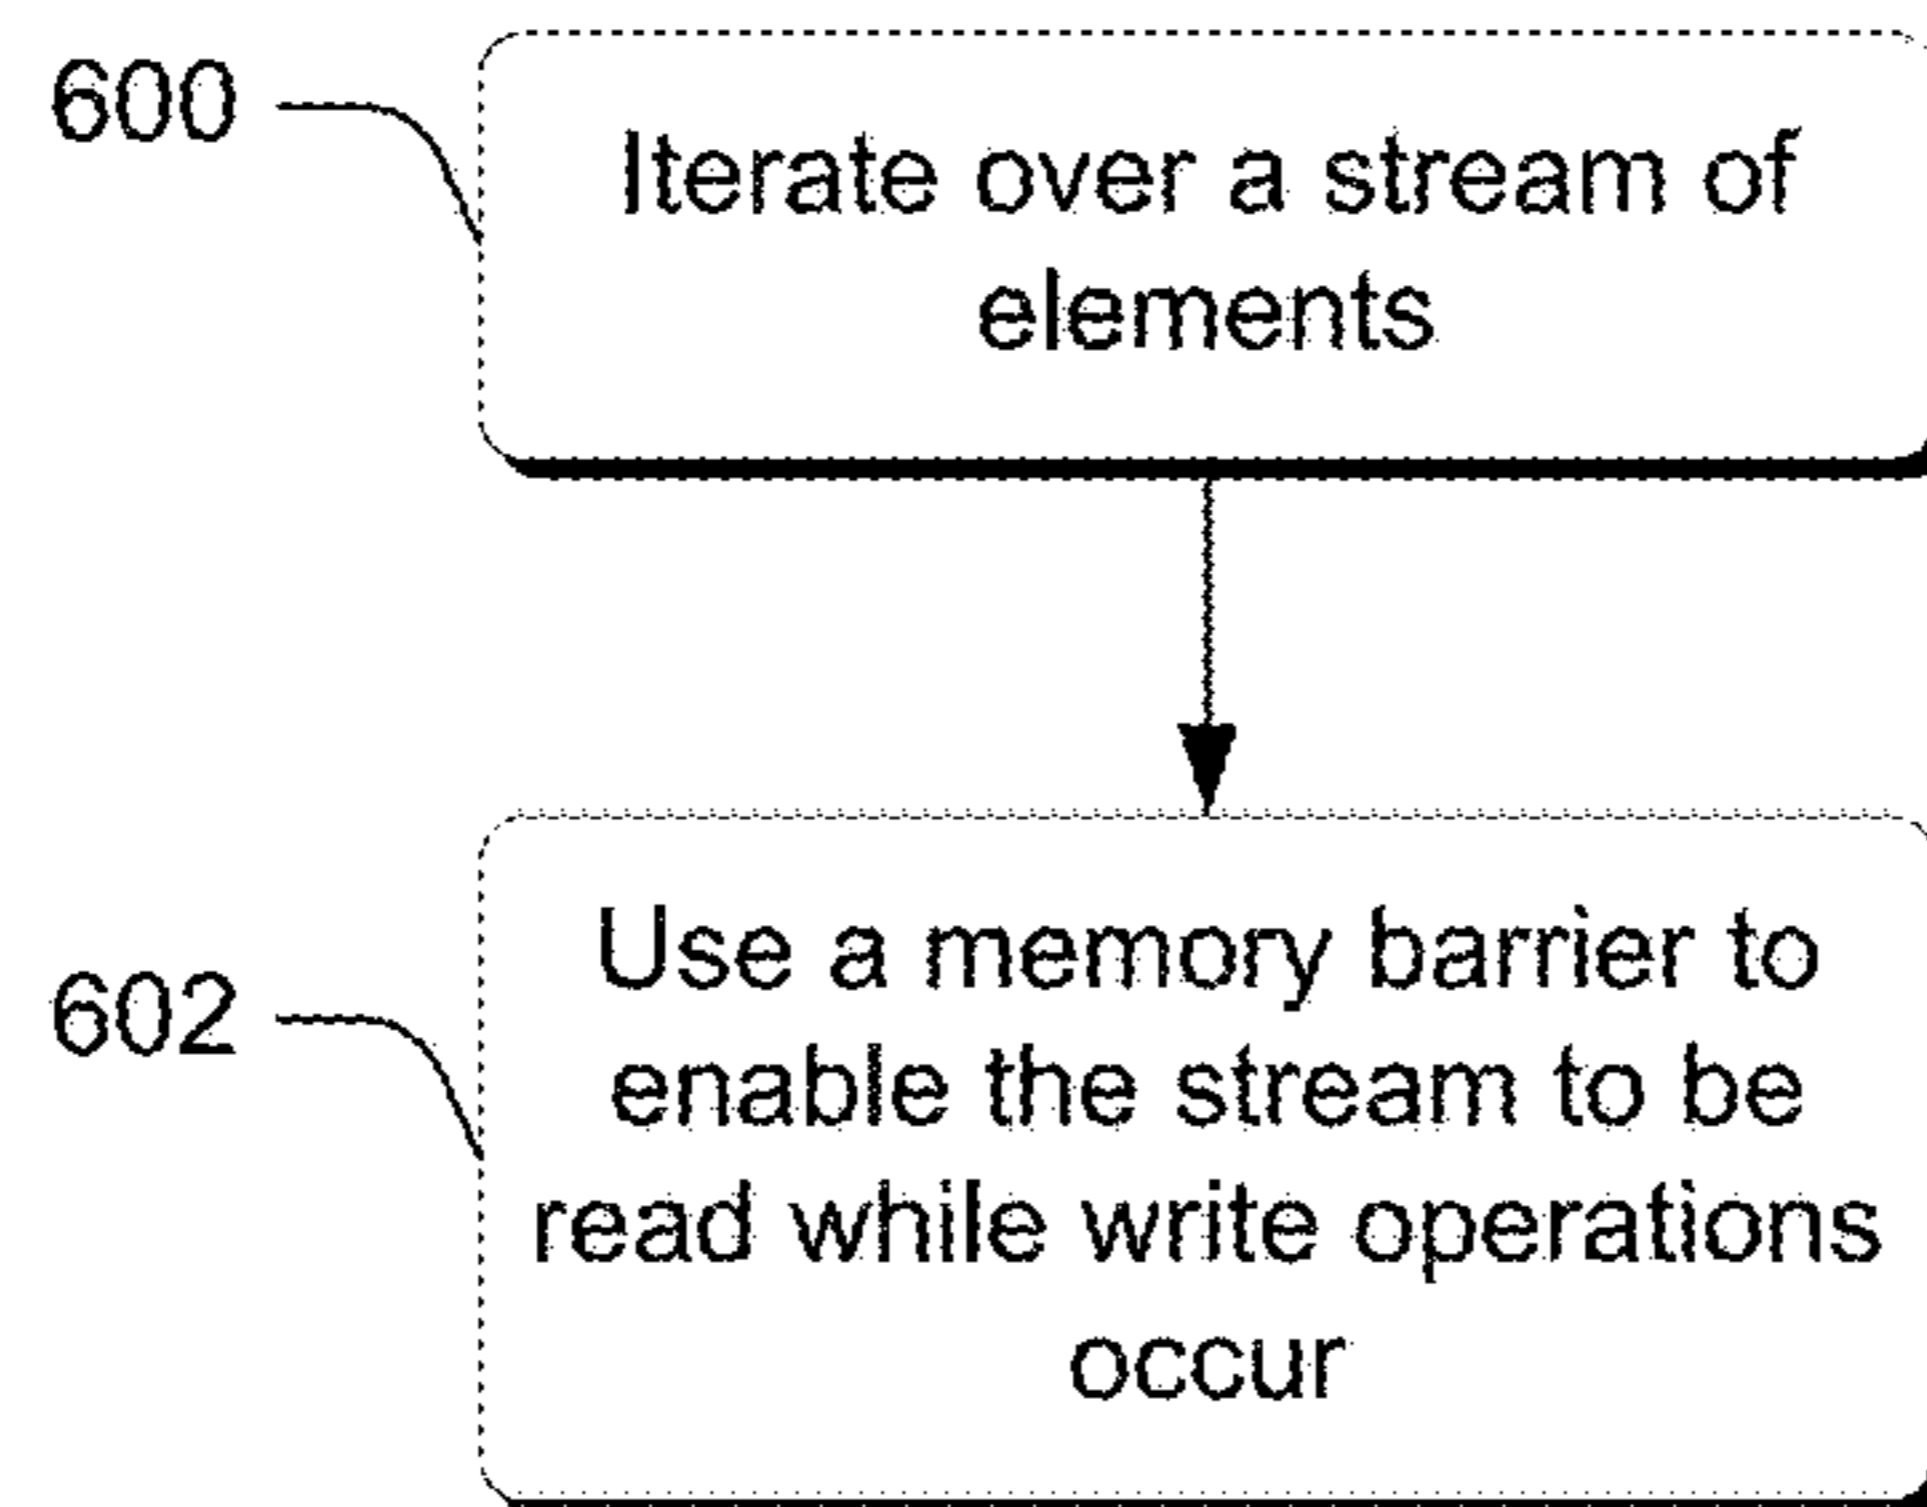 600
Iterate over a stream of
elements
602
Use a memory barrier to
enable the stream to be
read while write operations
occur